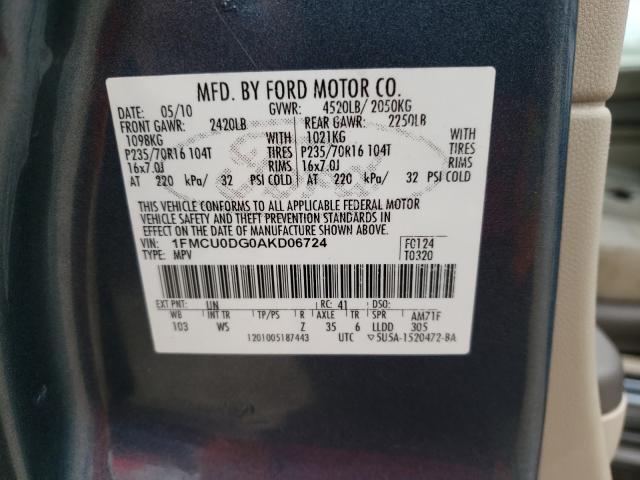 MFD. BY FORD MOTOR CO.
DATE: 05/10 GVWR: 4520LB/ 2050KG
FRONT GAWR: 2420LB REAR GAWR: 2250LB
1098KG WITH 1021KG WITH
P235/70R16 104T TIRES P235/70R16 104T TIRES
16x7.0J RIMS 16x7.0J RIMS
AT 220 kPa/ 32 PSI COLD AT 220 kPa/ 32 PSI COLD
THIS VEHICLE CONFORMS TO ALL APPLICABLE FEDERAL MOTOR
VEHICLE SAFETY AND THEFT PREVENTION STANDARDS IN
EFFECT ON THE DATE OF MANUFACTURE SHOWN ABOVE.
VIN: 1FMCU0DG0AKD06724 FC124
TYPE: MPV T0320
EXT PNT: UN RC: 41 DSO:
WB INT TR TP/PS R AXLE TR SPR AM71F
103 WS Z 35 6 LLDD 305
1201005187443 UTC ▽5U5A-1520472-BA